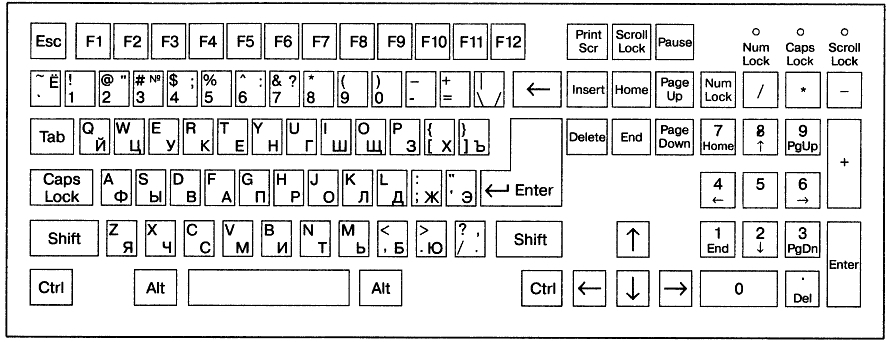 Esc F1 F2 F3 F4 F5 F6 F7 F8 F9 F10 F11 F12 Print Scr Scroll Lock Pause Num Lock Caps Lock Scroll Lock
~ ` Ё ! 1 @ " 2 # № 3 $ ; 4 % 5 ^ : 6 & ? 7 * 8 ( 9 ) 0 _ - + = | \ / ← Insert Home Page Up Num Lock / * −
Tab Q Й W Ц E У R К T Е Y Н U Г I Ш O Щ P З { [ Х } ] Ъ Delete End Page Down 7 Home 8 ↑ 9 PgUp +
Caps Lock A Ф S Ы D В F А G П H Р J О K Л L Д : ; Ж " ' Э ↵ Enter 4 ← 5 6 →
Shift Z Я X Ч C С V М B И N Т M Ь < , Б > . Ю ? , / . Shift ↑ 1 End 2 ↓ 3 PgDn Enter
Ctrl Alt Alt Ctrl ← ↓ → 0 . Del